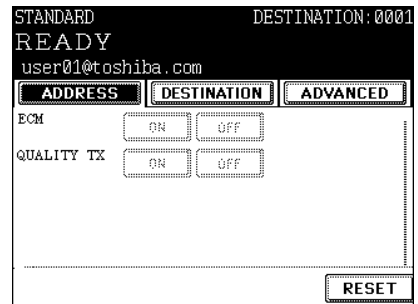 STANDARD DESTINATION:0001
READY
user01@toshiba.com
ADDRESS DESTINATION ADVANCED
ECM ON OFF
QUALITY TX ON OFF
RESET